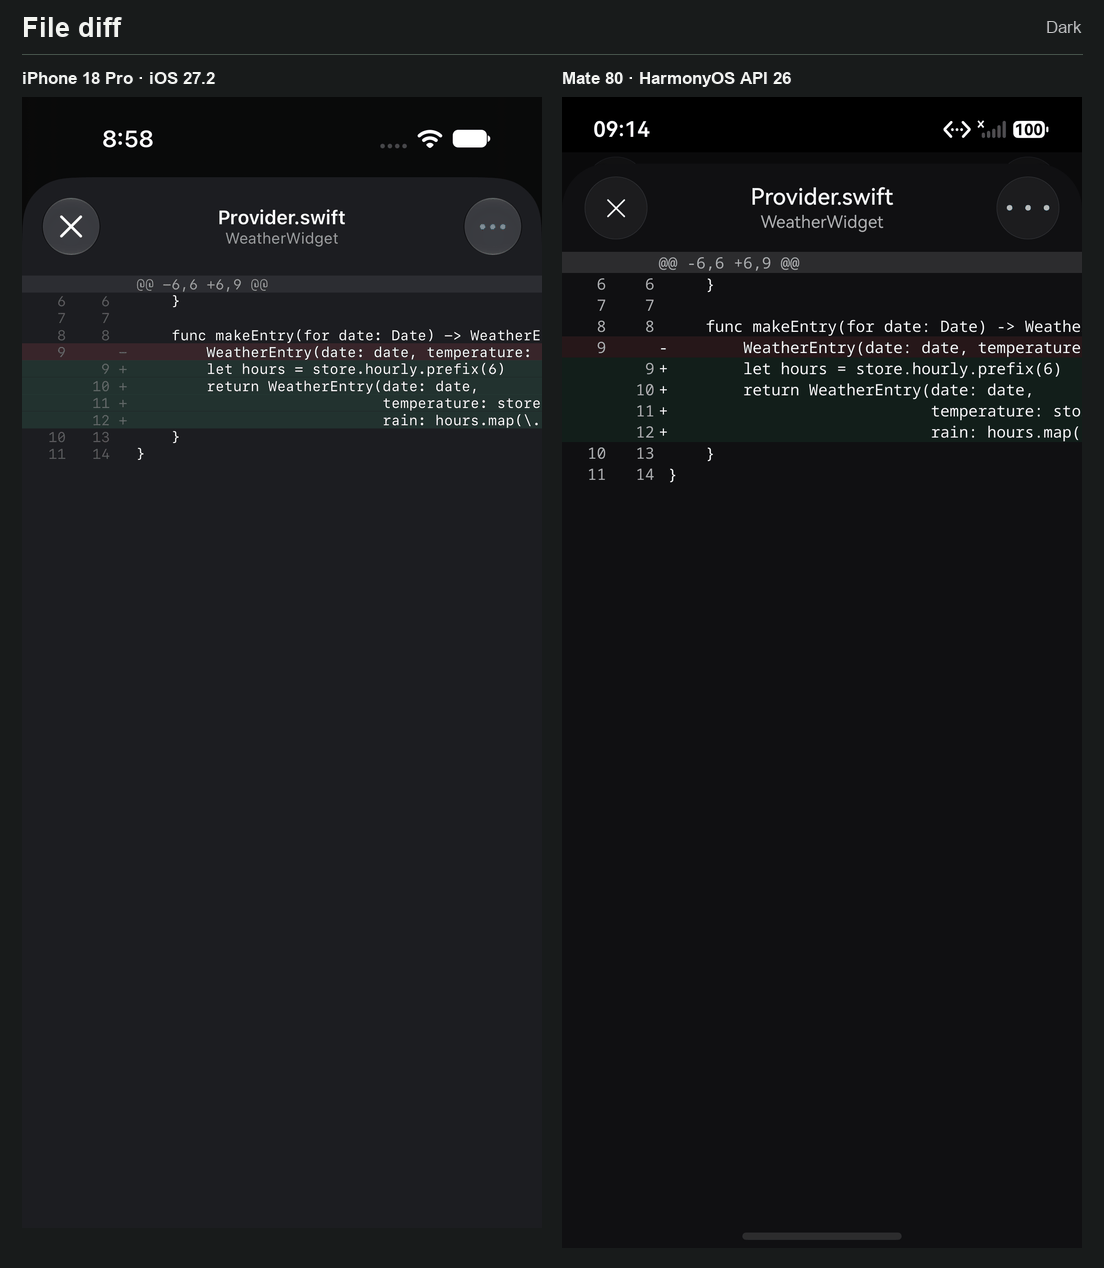 File diff
Dark
iPhone 18 Pro · iOS 27.2
8:58
Provider.swift
WeatherWidget
@@ -6,6 +6,9 @@
6 6 }
7 7
8 8 func makeEntry(for date: Date) -> WeatherE
9 - WeatherEntry(date: date, temperature:
9 + let hours = store.hourly.prefix(6)
10 + return WeatherEntry(date: date,
11 + temperature: store
12 + rain: hours.map(\.
10 13 }
11 14 }
Mate 80 · HarmonyOS API 26
09:14
100
Provider.swift
WeatherWidget
@@ -6,6 +6,9 @@
6 6 }
7 7
8 8 func makeEntry(for date: Date) -> Weathe
9 - WeatherEntry(date: date, temperature
9 + let hours = store.hourly.prefix(6)
10 + return WeatherEntry(date: date,
11 + temperature: sto
12 + rain: hours.map(
10 13 }
11 14 }